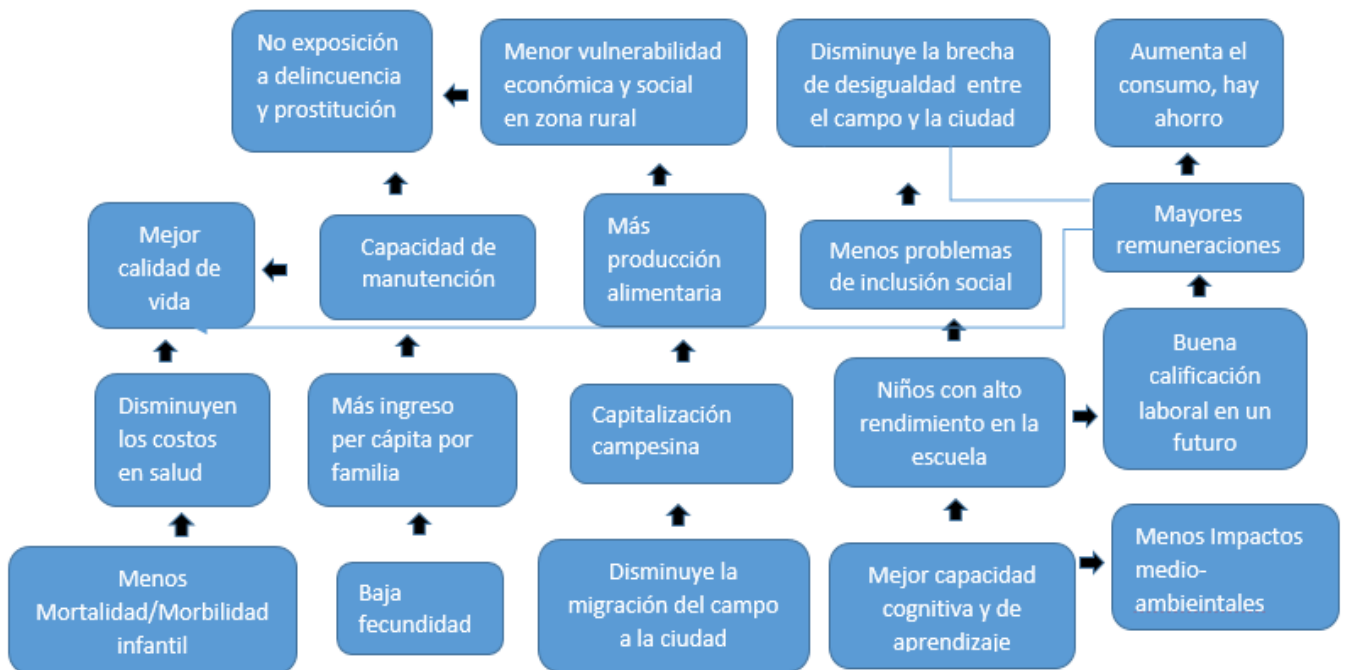 No exposición
a delincuencia
y prostitución
Menor vulnerabilidad
económica y social
en zona rural
Disminuye la brecha
de desigualdad entre
el campo y la ciudad
Aumenta el
consumo, hay
ahorro
Mejor
calidad de
vida
Capacidad de
manutención
Más
producción
alimentaria
Menos problemas
de inclusión social
Mayores
remuneraciones
Disminuyen
los costos
en salud
Más ingreso
per cápita por
familia
Capitalización
campesina
Niños con alto
rendimiento en la
escuela
Buena
calificación
laboral en un
futuro
Menos
Mortalidad/Morbilidad
infantil
Baja
fecundidad
Disminuye la
migración del campo
a la ciudad
Mejor capacidad
cognitiva y de
aprendizaje
Menos Impactos
medio-
ambieintales